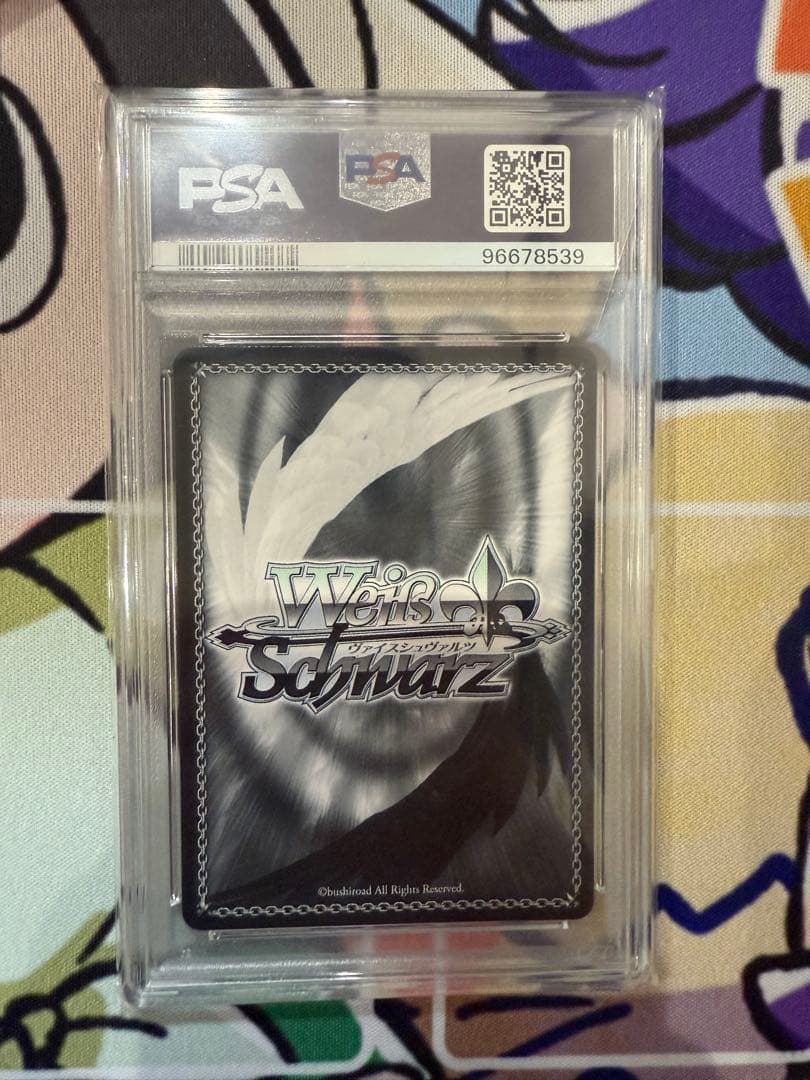 PSA
PSA
96678539
Weiß
ヴァイスシュヴァルツ
Schwarz
©bushiroad All Rights Reserved.